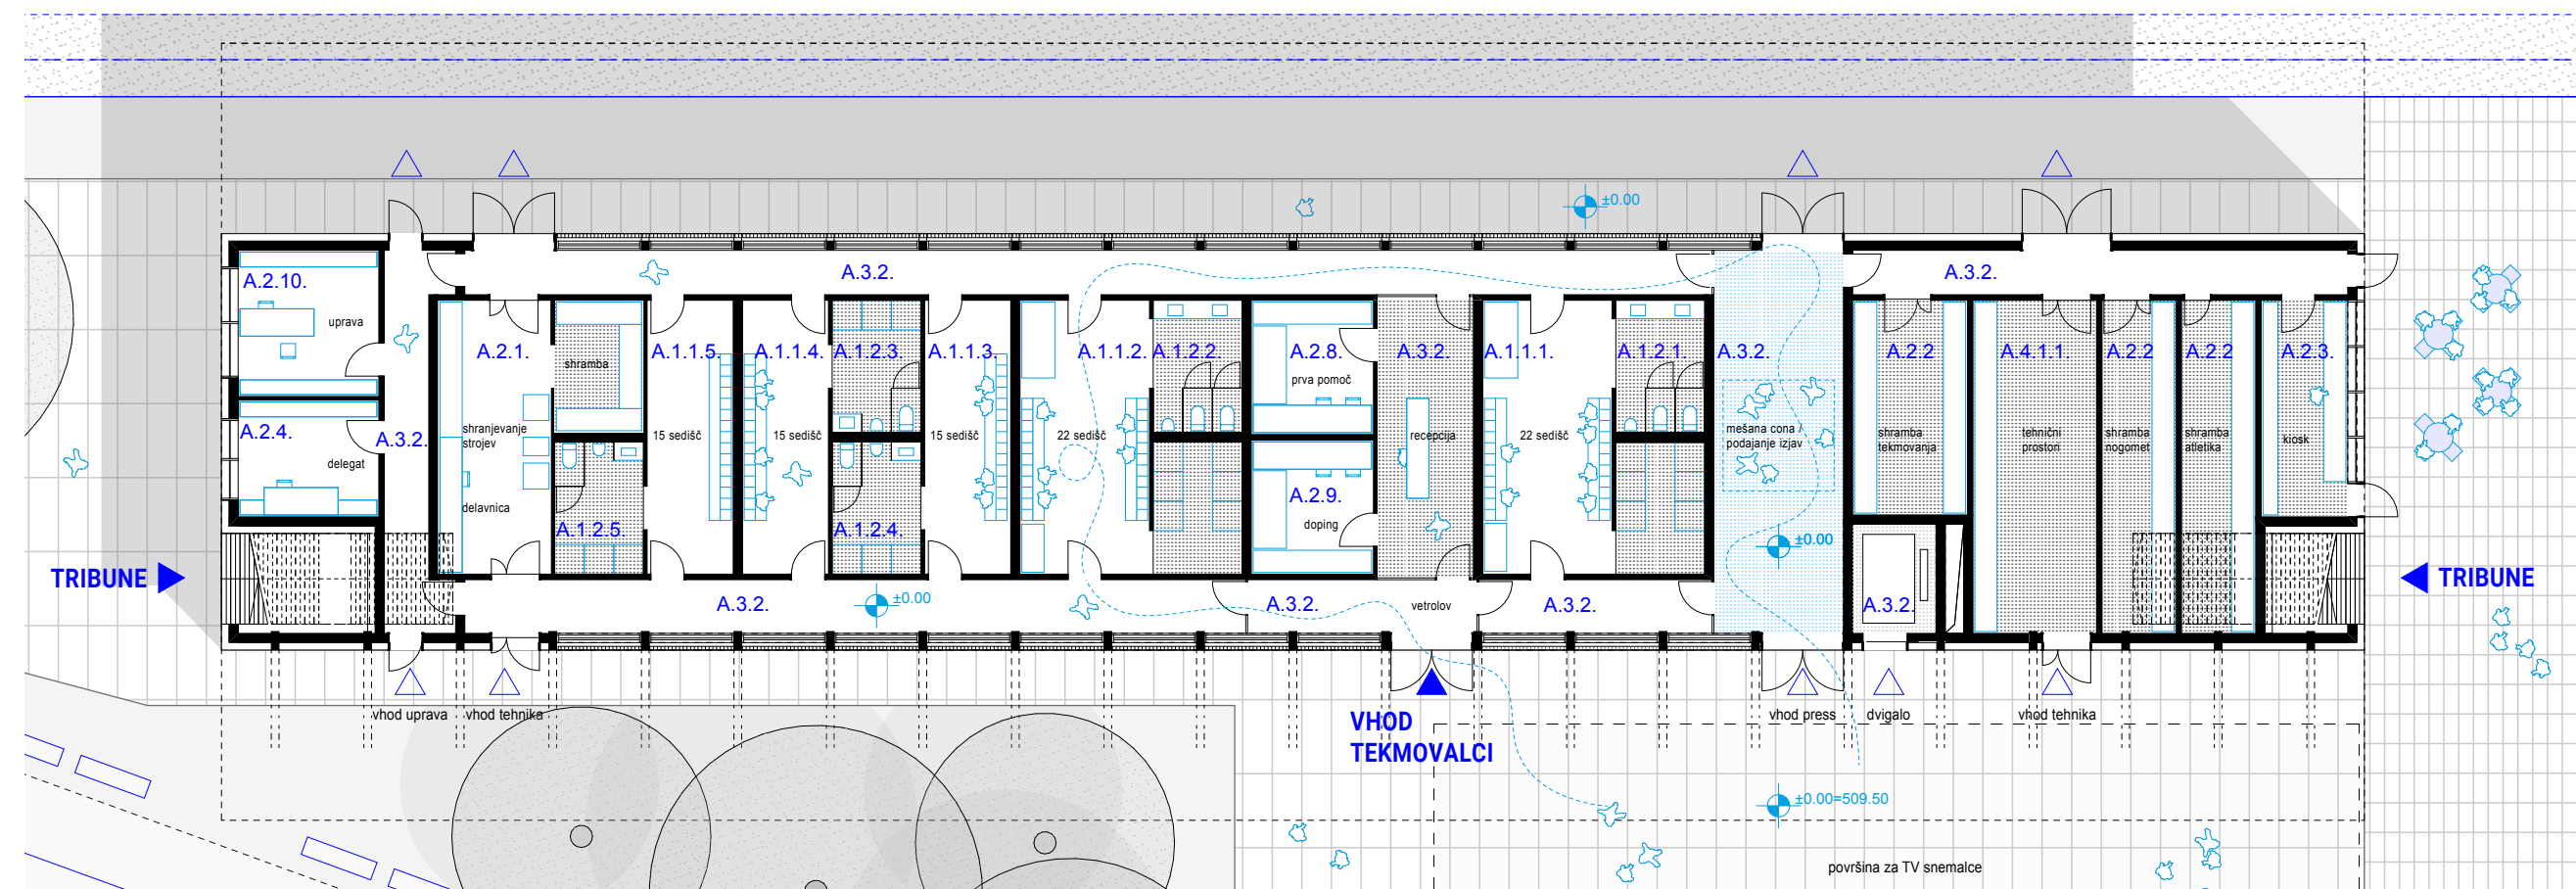 ±0.00
A.2.10.
A.3.2.
A.3.2.
uprava
A.2.1.
shramba
A.1.1.5.
A.1.1.4.
A.1.2.3.
A.1.1.3.
A.1.1.2.
A.1.2.2.
A.2.8.
prva pomoč
A.3.2.
A.1.1.1.
A.1.2.1.
A.3.2.
A.2.2
A.4.1.1.
A.2.2
A.2.2
A.2.3.
A.2.4.
delegat
A.3.2.
shranjevanje
strojev
15 sedišč
15 sedišč
15 sedišč
22 sedišč
recepcija
22 sedišč
mešana cona /
podajanje izjav
shramba
tekmovanja
tehnični
prostori
shramba
nogomet
shramba
atletika
kiosk
delavnica
A.1.2.5.
A.1.2.4.
A.2.9.
doping
±0.00
TRIBUNE
TRIBUNE
A.3.2.
±0.00
A.3.2.
vetrolov
A.3.2.
A.3.2.
vhod uprava
vhod tehnika
VHOD
TEKMOVALCI
vhod press
dvigalo
vhod tehnika
±0.00=509.50
površina za TV snemalce